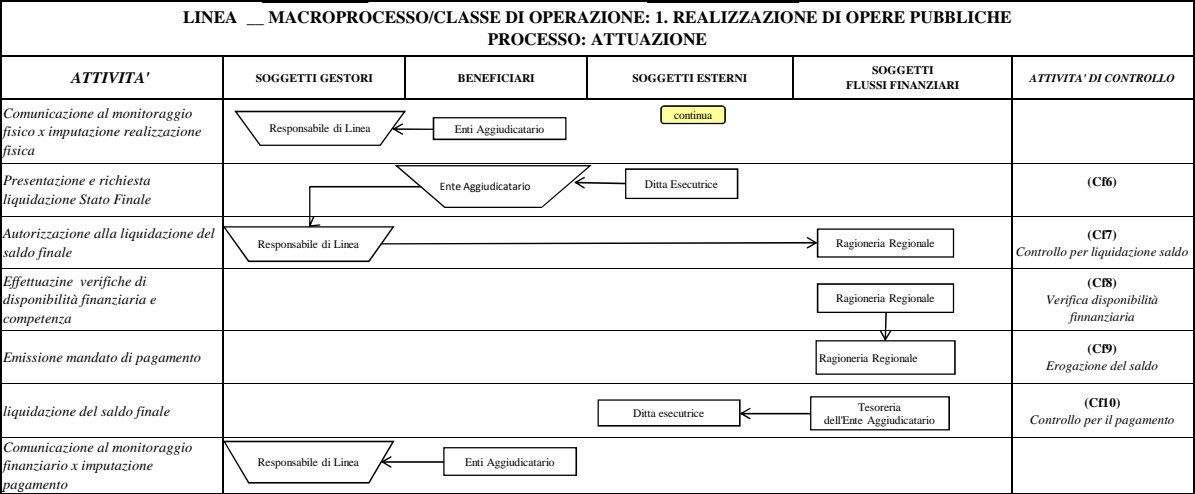 LINEA __ MACROPROCESSO/CLASSE DI OPERAZIONE: 1. REALIZZAZIONE DI OPERE PUBBLICHE
PROCESSO: ATTUAZIONE
ATTIVITA'
SOGGETTI GESTORI
BENEFICIARI
SOGGETTI ESTERNI
SOGGETTI
FLUSSI FINANZIARI
ATTIVITA' DI CONTROLLO
Comunicazione al monitoraggio
fisico x imputazione realizzazione
fisica
Responsabile di Linea
Enti Aggiudicatario
continua
Presentazione e richiesta
liquidazione Stato Finale
Ente Aggiudicatario
Ditta Esecutrice
(Cf6)
Autorizzazione alla liquidazione del
saldo finale
Responsabile di Linea
Ragioneria Regionale
(Cf7)
Controllo per liquidazione saldo
Effettuazine verifiche di
disponibilità finanziaria e
competenza
Ragioneria Regionale
(Cf8)
Verifica disponibilità
finnanziaria
Emissione mandato di pagamento
Ragioneria Regionale
(Cf9)
Erogazione del saldo
liquidazione del saldo finale
Ditta esecutrice
Tesoreria
dell'Ente Aggiudicatario
(Cf10)
Controllo per il pagamento
Comunicazione al monitoraggio
finanziario x imputazione
pagamento
Responsabile di Linea
Enti Aggiudicatario